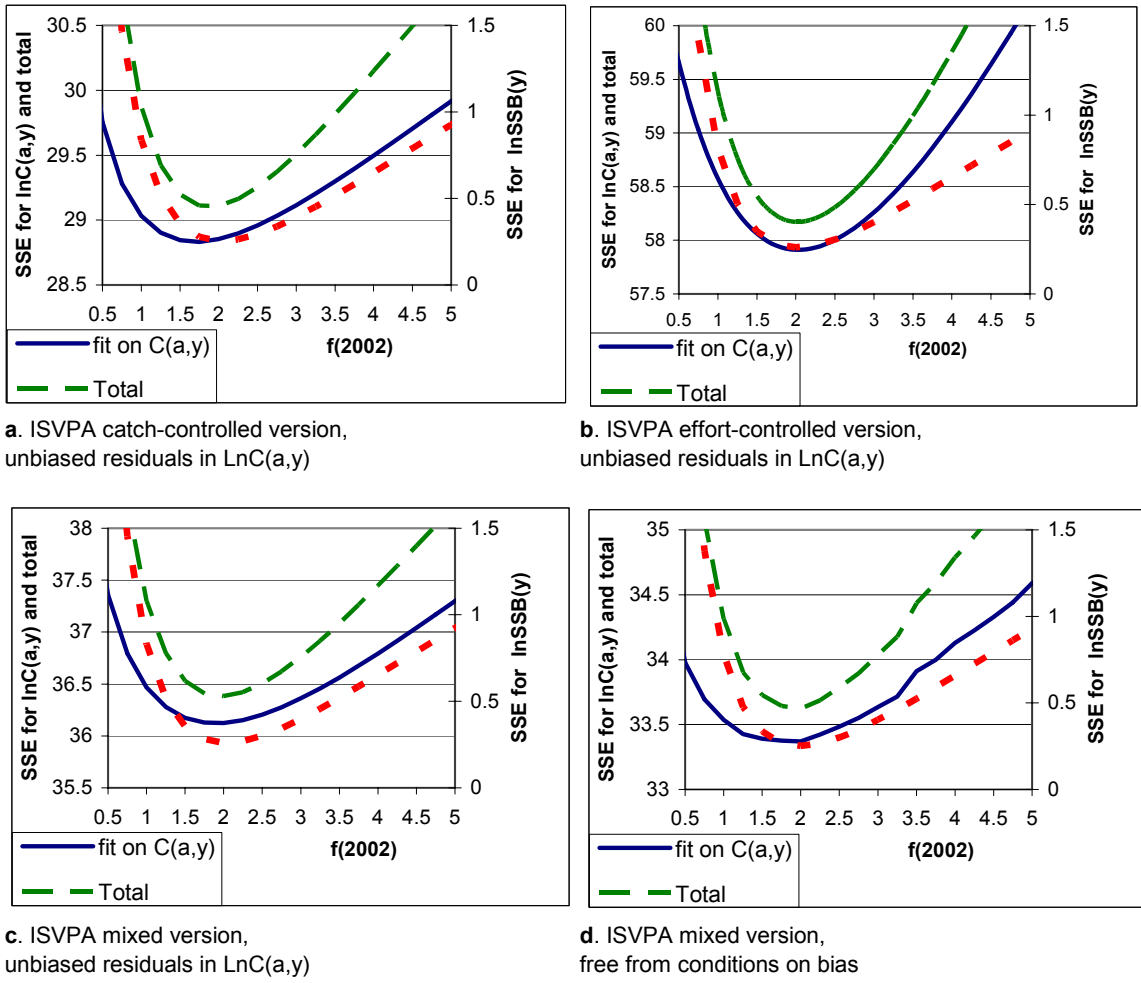 30.5
30
29.5
29
28.5
SSE for lnC(a,y) and total
1.5
1
0.5
0
SSE for lnSSB(y)
0.5 1 1.5 2 2.5 3 3.5 4 4.5 5
f(2002)
fit on C(a,y)
Total
a. ISVPA catch-controlled version,
unbiased residuals in LnC(a,y)
60
59.5
59
58.5
58
57.5
SSE for lnC(a,y) and total
1.5
1
0.5
0
SSE for lnSSB(y)
0.5 1 1.5 2 2.5 3 3.5 4 4.5 5
f(2002)
fit on C(a,y)
Total
b. ISVPA effort-controlled version,
unbiased residuals in LnC(a,y)
38
37.5
37
36.5
36
35.5
SSE for lnC(a,y) and total
1.5
1
0.5
0
SSE for lnSSB(y)
0.5 1 1.5 2 2.5 3 3.5 4 4.5 5
f(2002)
fit on C(a,y)
Total
c. ISVPA mixed version,
unbiased residuals in LnC(a,y)
35
34.5
34
33.5
33
SSE for lnC(a,y) and total
1.5
1
0.5
0
SSE for lnSSB(y)
0.5 1 1.5 2 2.5 3 3.5 4 4.5 5
f(2002)
fit on C(a,y)
Total
d. ISVPA mixed version,
free from conditions on bias